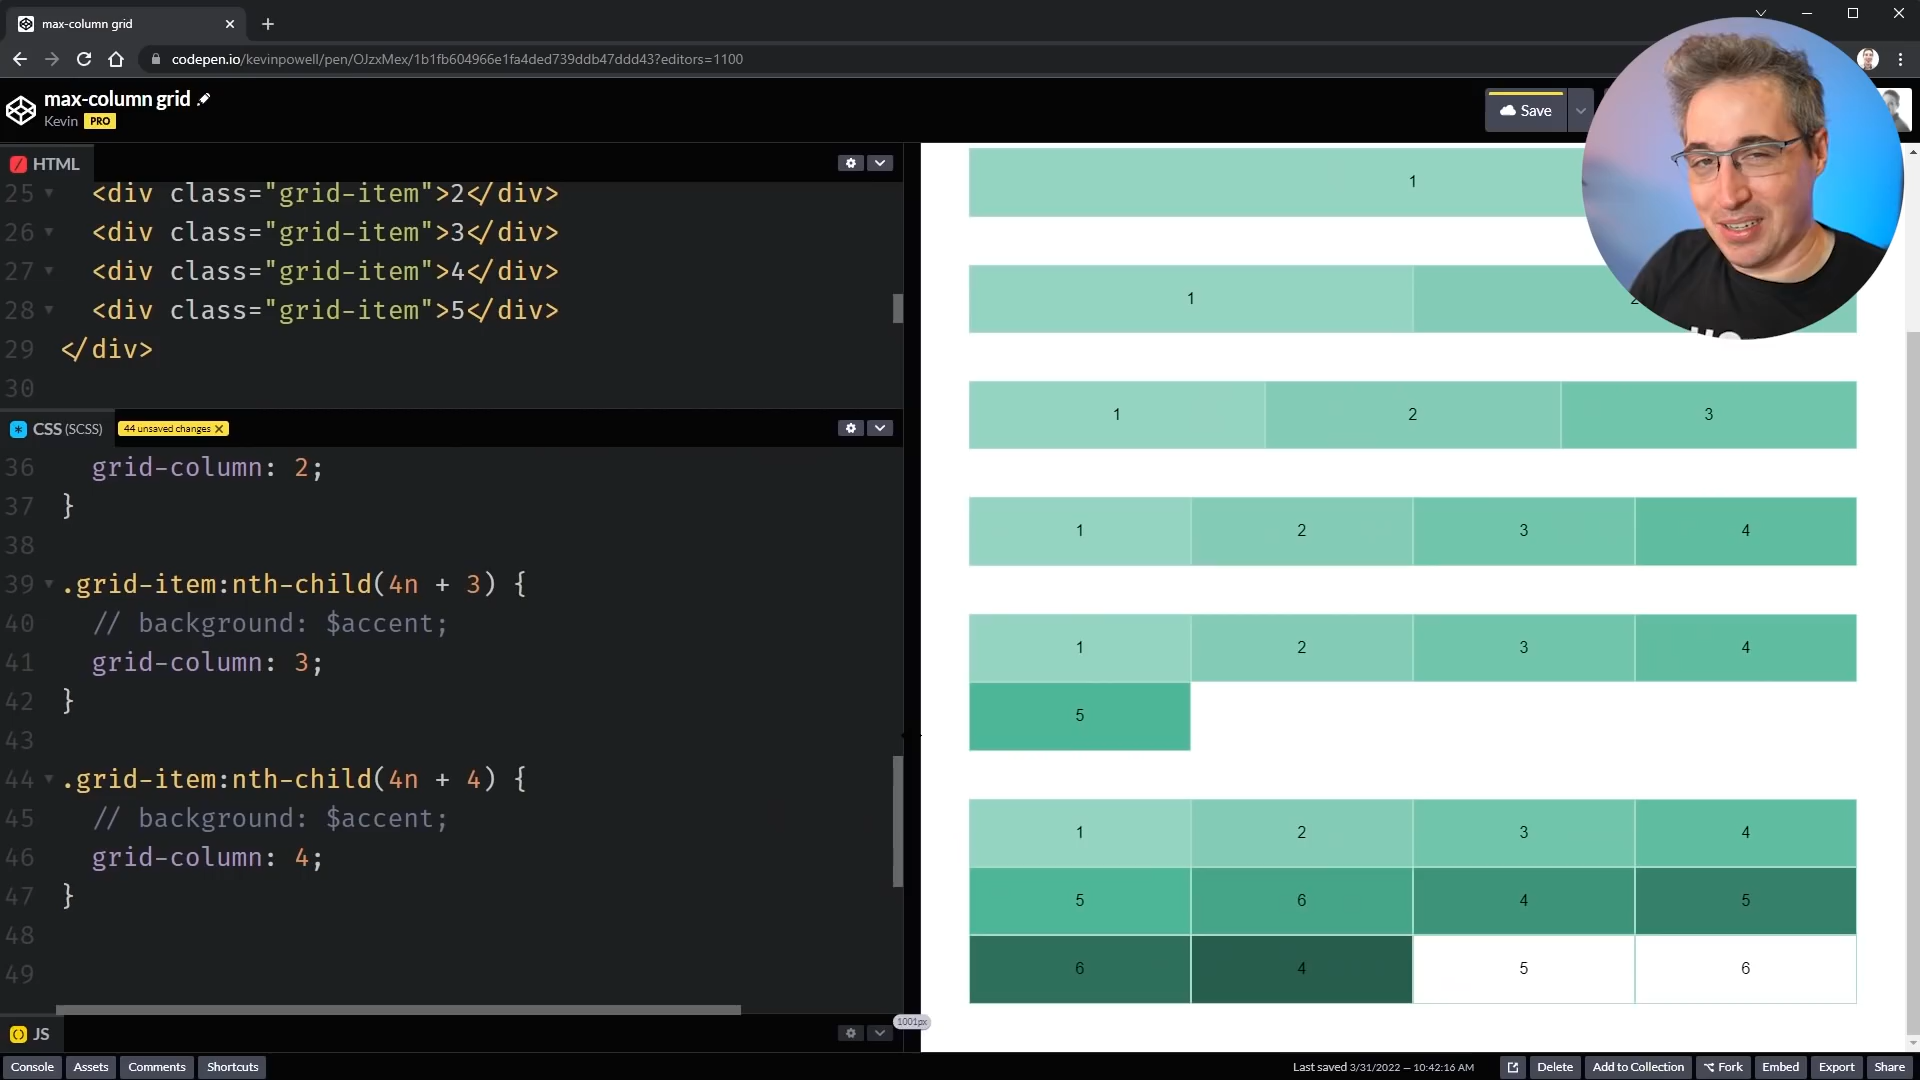 max-column grid
codepen.io/kevinpowell/pen/OJzxMex/1b1fb604966e1fa4ded739ddb47ddd43?editors=1100
max-column grid
Kevin PRO
Save
HTML
25 <div class="grid-item">2</div>
26 <div class="grid-item">3</div>
27 <div class="grid-item">4</div>
28 <div class="grid-item">5</div>
29 </div>
30
CSS (SCSS) 44 unsaved changes
36 grid-column: 2;
37 }
38
39 .grid-item:nth-child(4n + 3) {
40 // background: $accent;
41 grid-column: 3;
42 }
43
44 .grid-item:nth-child(4n + 4) {
45 // background: $accent;
46 grid-column: 4;
47 }
48
49
JS
1001px
1
1 2
1 2 3
1 2 3 4
1 2 3 4
5
1 2 3 4
5 6 4 5
6 4 5 6
Console Assets Comments Shortcuts
Last saved 3/31/2022 — 10:42:16 AM Delete Add to Collection Fork Embed Export Share